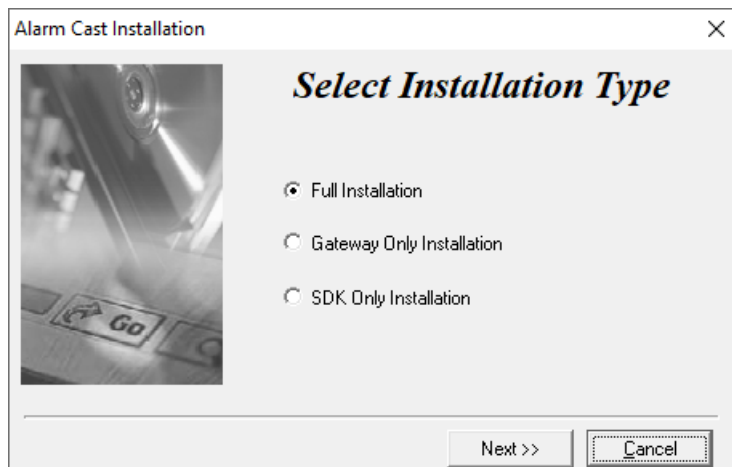 Alarm Cast Installation
Select Installation Type
Full Installation
Gateway Only Installation
SDK Only Installation
Go
Next >>
Cancel